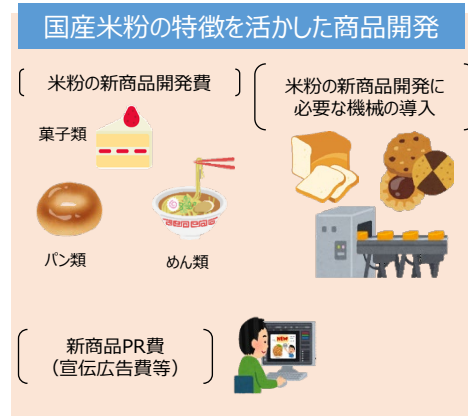 国産米粉の特徴を活かした商品開発
米粉の新商品開発費
菓子類
パン類
めん類
米粉の新商品開発に
必要な機械の導入
新商品PR費
（宣伝広告費等）
NEW